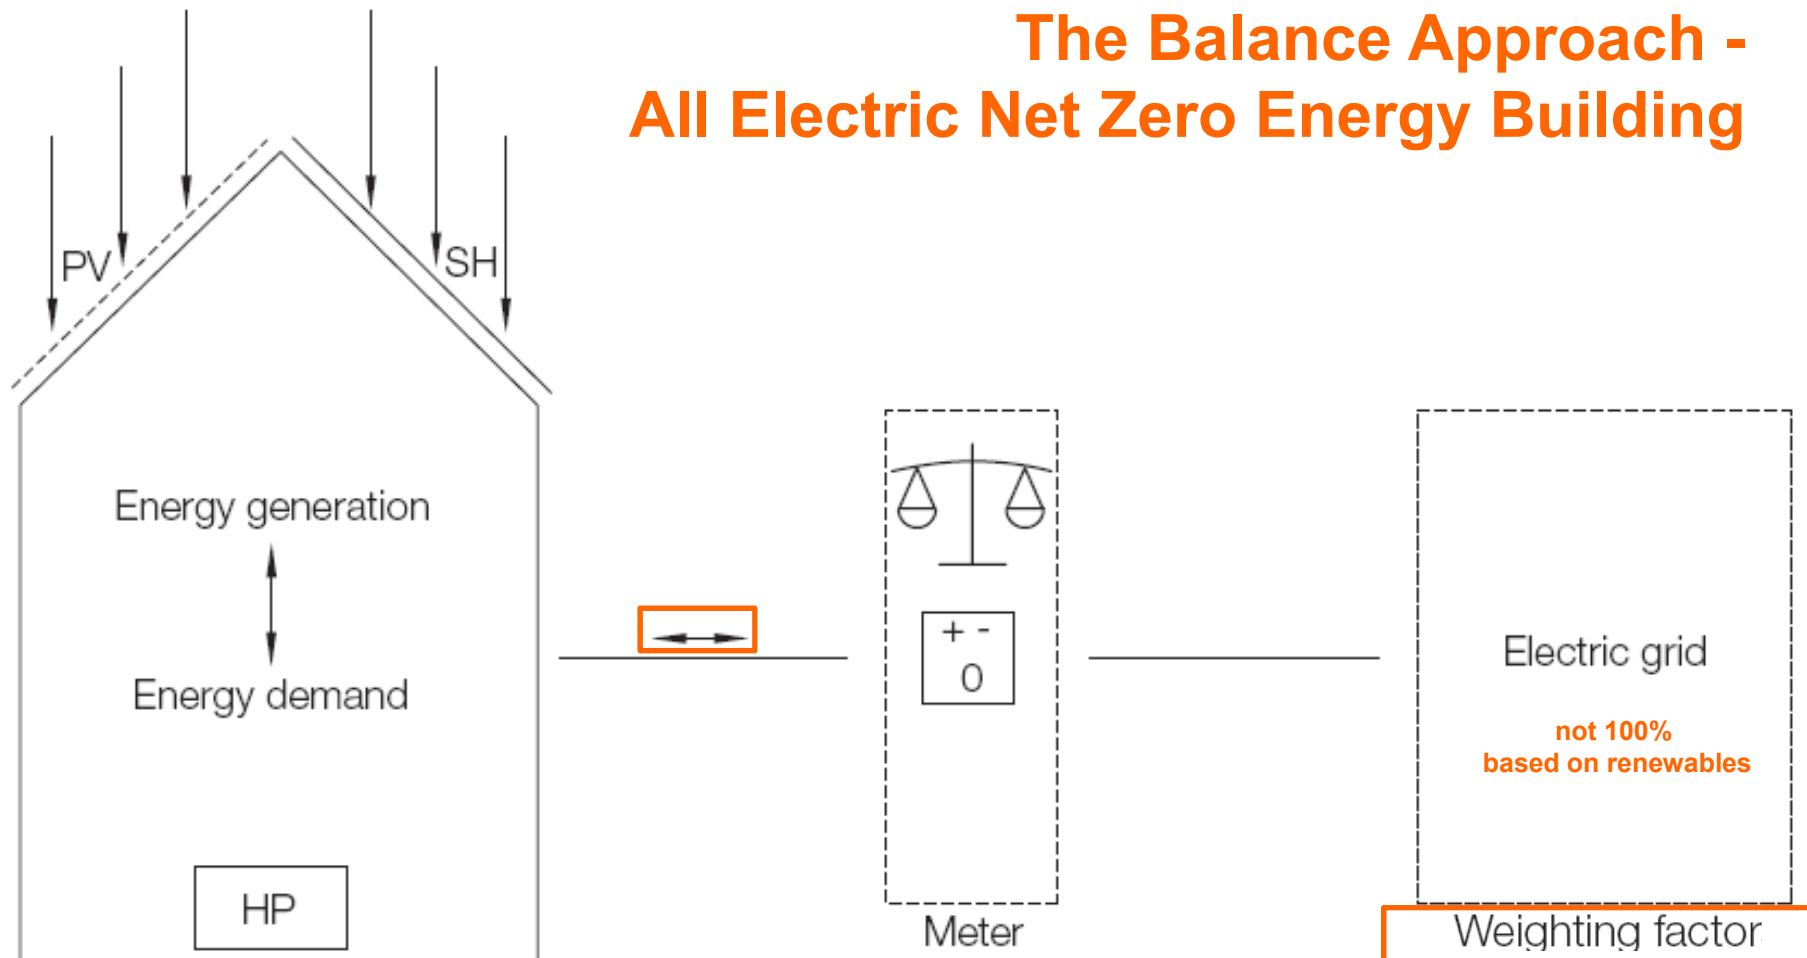 The Balance Approach -
All Electric Net Zero Energy Building
PV
SH
Energy generation
Energy demand
HP
+ -
0
Meter
Electric grid
not 100%
based on renewables
Weighting factor